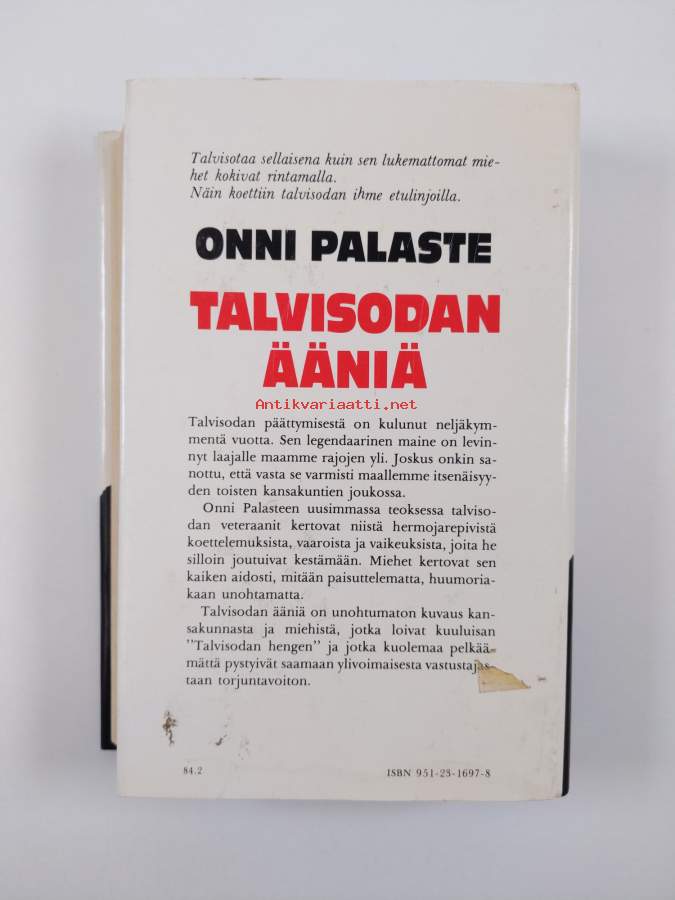 Talvisotaa sellaisena kuin sen lukemattomat mie-
het kokivat rintamalla.
Näin koettiin talvisodan ihme etulinjoilla.
ONNI PALASTE
TALVISODAN
ÄÄNIÄ
Antikvariaatti.net
Talvisodan päättymisestä on kulunut neljäkym-
mentä vuotta. Sen legendaarinen maine on levin-
nyt laajalle maamme rajojen yli. Joskus onkin sa-
nottu, että vasta se varmisti maallemme itsenäisyy-
den toisten kansakuntien joukossa.
Onni Palasteen uusimmassa teoksessa talviso-
dan veteraanit kertovat niistä hermojarepivistä
koettelemuksista, vaaroista ja vaikeuksista, joita he
silloin joutuivat kestämään. Miehet kertovat sen
kaiken aidosti, mitään paisuttelematta, huumoria-
kaan unohtamatta.
Talvisodan ääniä on unohtumaton kuvaus kan-
sakunnasta ja miehistä, jotka loivat kuuluisan
"Talvisodan hengen" ja jotka kuolemaa pelkää-
mättä pystyivät saamaan ylivoimaisesta vastustajas-
taan torjuntavoiton.
84.2
ISBN 951-23-1697-8